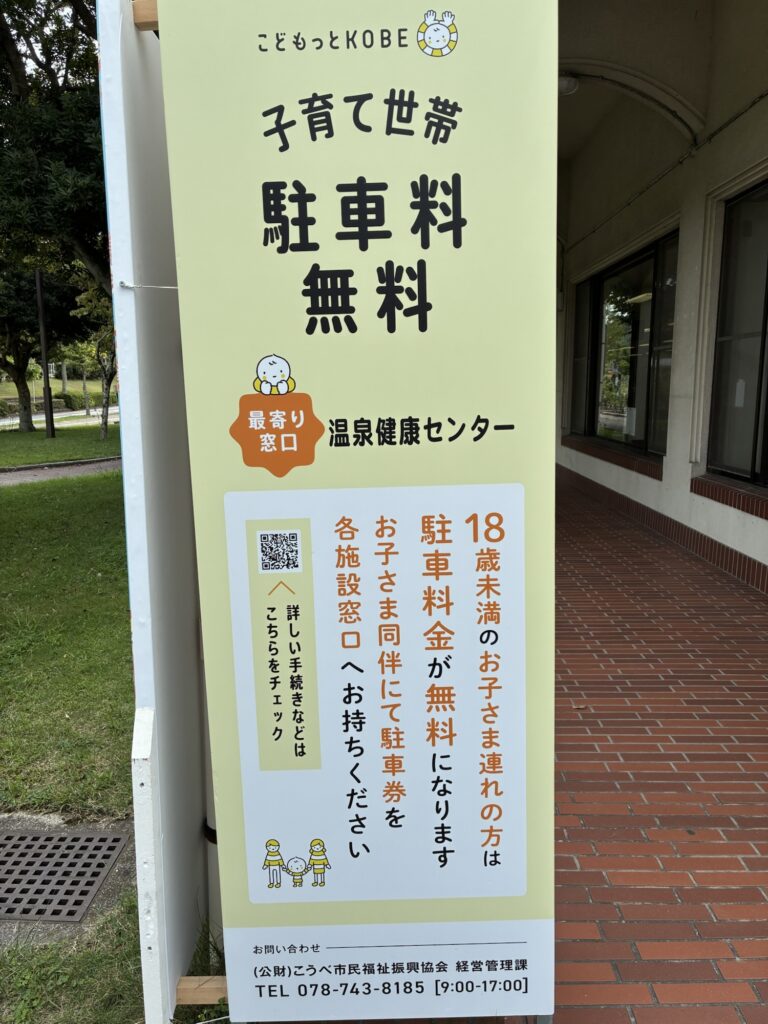 こどもっとKOBE
子育て世帯
駐車料
無料
最寄り
窓口
温泉健康センター
18歳未満のお子さま連れの方は
駐車料金が無料になります
お子さま同伴にて駐車券を
各施設窓口へお持ちください
詳しい手続きなどは
こちらをチェック
お問い合わせ
(公財)こうべ市民福祉振興協会 経営管理課
TEL 078-743-8185 [9:00-17:00]